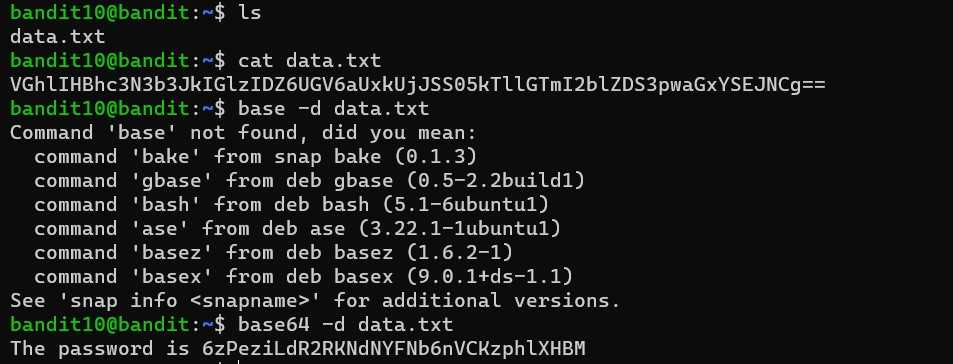 bandit10@bandit:~$ ls
data.txt
bandit10@bandit:~$ cat data.txt
VGhlIHBhc3N3b3JkIGlzIDZ6UGV6aUxkUjJSS05kTllGTmI2blZDS3pwaGxYSEJNCg==
bandit10@bandit:~$ base -d data.txt
Command 'base' not found, did you mean:
  command 'bake' from snap bake (0.1.3)
  command 'gbase' from deb gbase (0.5-2.2build1)
  command 'bash' from deb bash (5.1-6ubuntu1)
  command 'ase' from deb ase (3.22.1-1ubuntu1)
  command 'basez' from deb basez (1.6.2-1)
  command 'basex' from deb basex (9.0.1+ds-1.1)
See 'snap info <snapname>' for additional versions.
bandit10@bandit:~$ base64 -d data.txt
The password is 6zPeziLdR2RKNdNYFNb6nVCKzphlXHBM